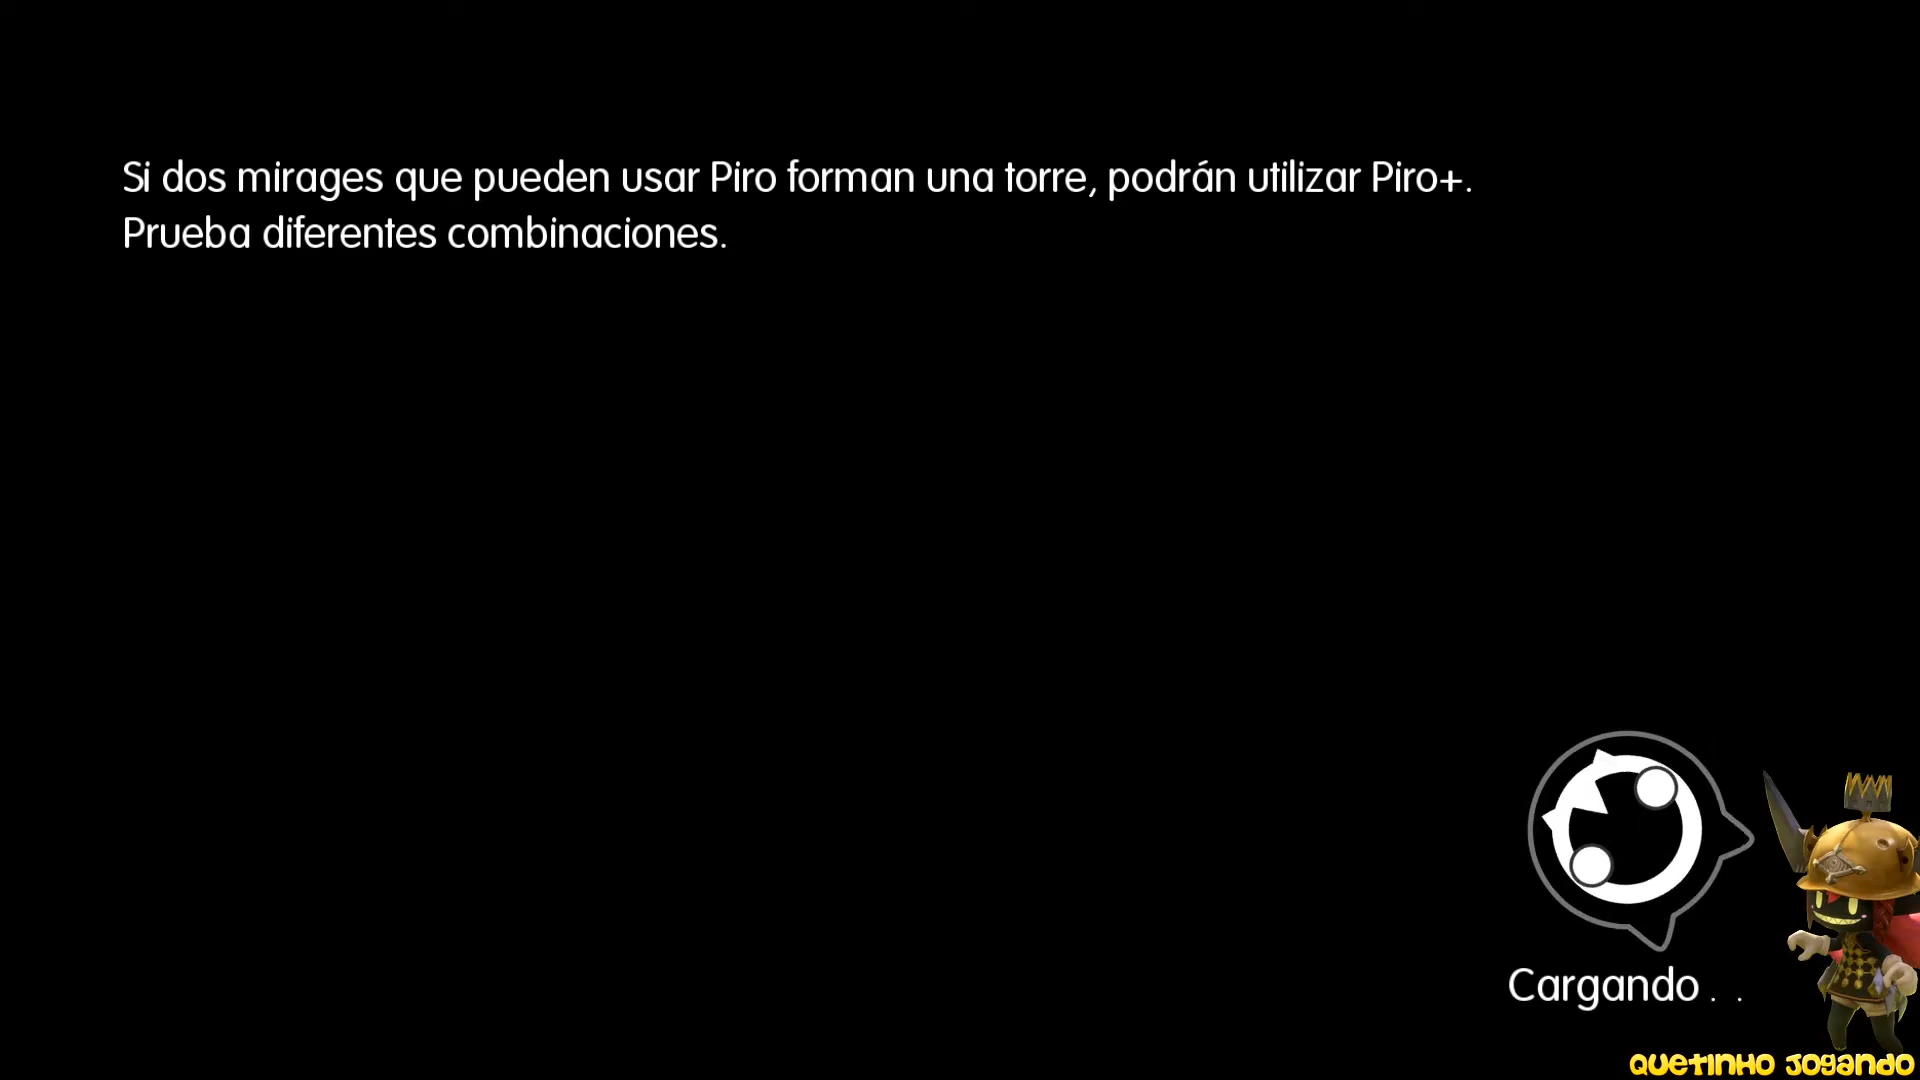 Si dos mirages que pueden usar Piro forman una torre, podrán utilizar Piro+.
Prueba diferentes combinaciones.
Cargando . .
QUETINHO JOGANDO